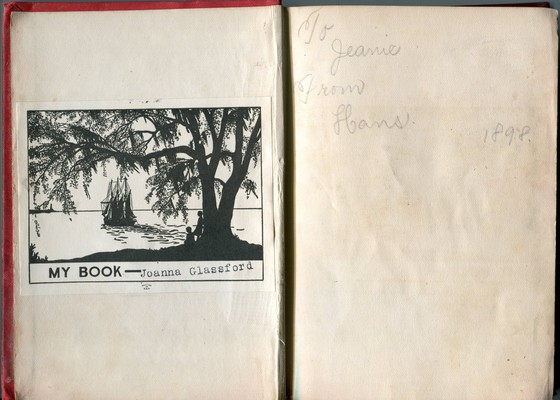 MY BOOK—Joanna Glassford
To
Jeanie
From
Hans.
1898.